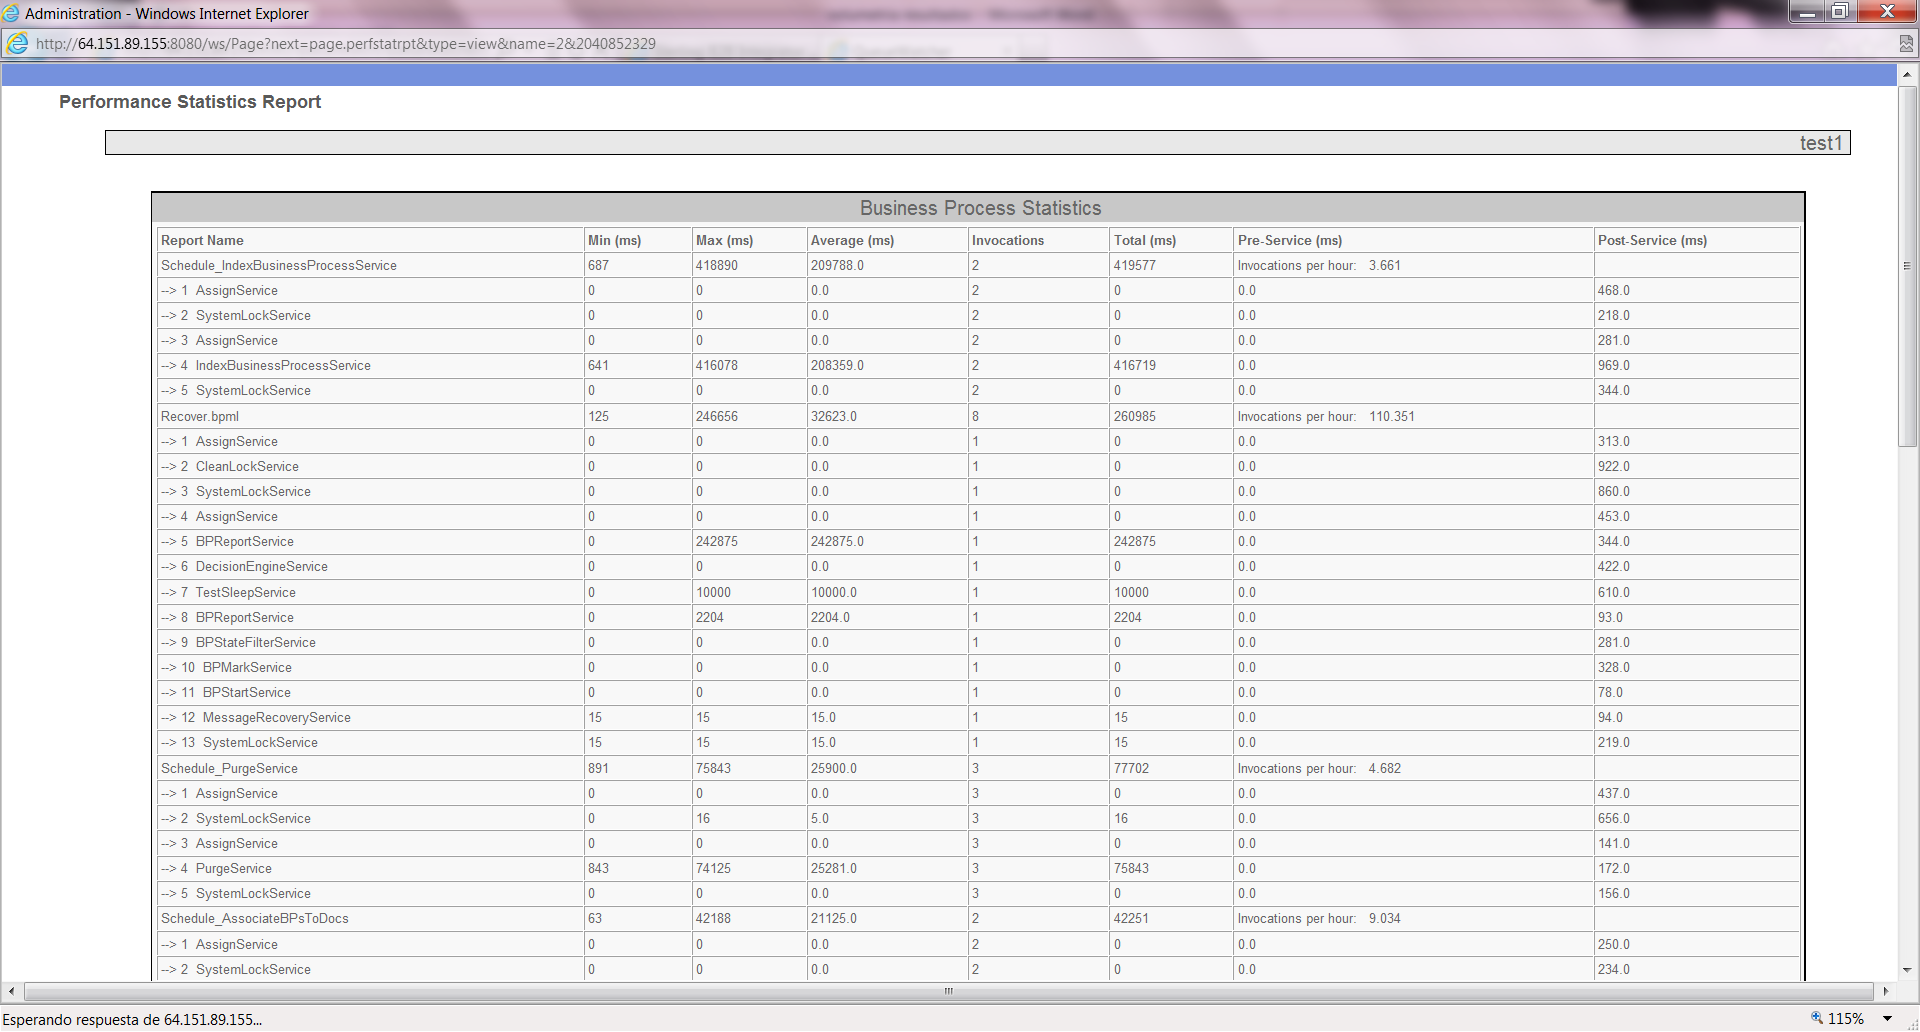 Administration - Windows Internet Explorer
http://64.151.89.155:8080/ws/Page?next=page.perfstatrpt&type=view&name=2&2040852329
Performance Statistics Report
test1
Business Process Statistics
Report Name Min (ms) Max (ms) Average (ms) Invocations Total (ms) Pre-Service (ms) Post-Service (ms)
Schedule_IndexBusinessProcessService 687 418890 209788.0 2 419577 Invocations per hour: 3.661
--> 1 AssignService 0 0 0.0 2 0 0.0 468.0
--> 2 SystemLockService 0 0 0.0 2 0 0.0 218.0
--> 3 AssignService 0 0 0.0 2 0 0.0 281.0
--> 4 IndexBusinessProcessService 641 416078 208359.0 2 416719 0.0 969.0
--> 5 SystemLockService 0 0 0.0 2 0 0.0 344.0
Recover.bpml 125 246656 32623.0 8 260985 Invocations per hour: 110.351
--> 1 AssignService 0 0 0.0 1 0 0.0 313.0
--> 2 CleanLockService 0 0 0.0 1 0 0.0 922.0
--> 3 SystemLockService 0 0 0.0 1 0 0.0 860.0
--> 4 AssignService 0 0 0.0 1 0 0.0 453.0
--> 5 BPReportService 0 242875 242875.0 1 242875 0.0 344.0
--> 6 DecisionEngineService 0 0 0.0 1 0 0.0 422.0
--> 7 TestSleepService 0 10000 10000.0 1 10000 0.0 610.0
--> 8 BPReportService 0 2204 2204.0 1 2204 0.0 93.0
--> 9 BPStateFilterService 0 0 0.0 1 0 0.0 281.0
--> 10 BPMarkService 0 0 0.0 1 0 0.0 328.0
--> 11 BPStartService 0 0 0.0 1 0 0.0 78.0
--> 12 MessageRecoveryService 15 15 15.0 1 15 0.0 94.0
--> 13 SystemLockService 15 15 15.0 1 15 0.0 219.0
Schedule_PurgeService 891 75843 25900.0 3 77702 Invocations per hour: 4.682
--> 1 AssignService 0 0 0.0 3 0 0.0 437.0
--> 2 SystemLockService 0 16 5.0 3 16 0.0 656.0
--> 3 AssignService 0 0 0.0 3 0 0.0 141.0
--> 4 PurgeService 843 74125 25281.0 3 75843 0.0 172.0
--> 5 SystemLockService 0 0 0.0 3 0 0.0 156.0
Schedule_AssociateBPsToDocs 63 42188 21125.0 2 42251 Invocations per hour: 9.034
--> 1 AssignService 0 0 0.0 2 0 0.0 250.0
--> 2 SystemLockService 0 0 0.0 2 0 0.0 234.0
Esperando respuesta de 64.151.89.155...
115%